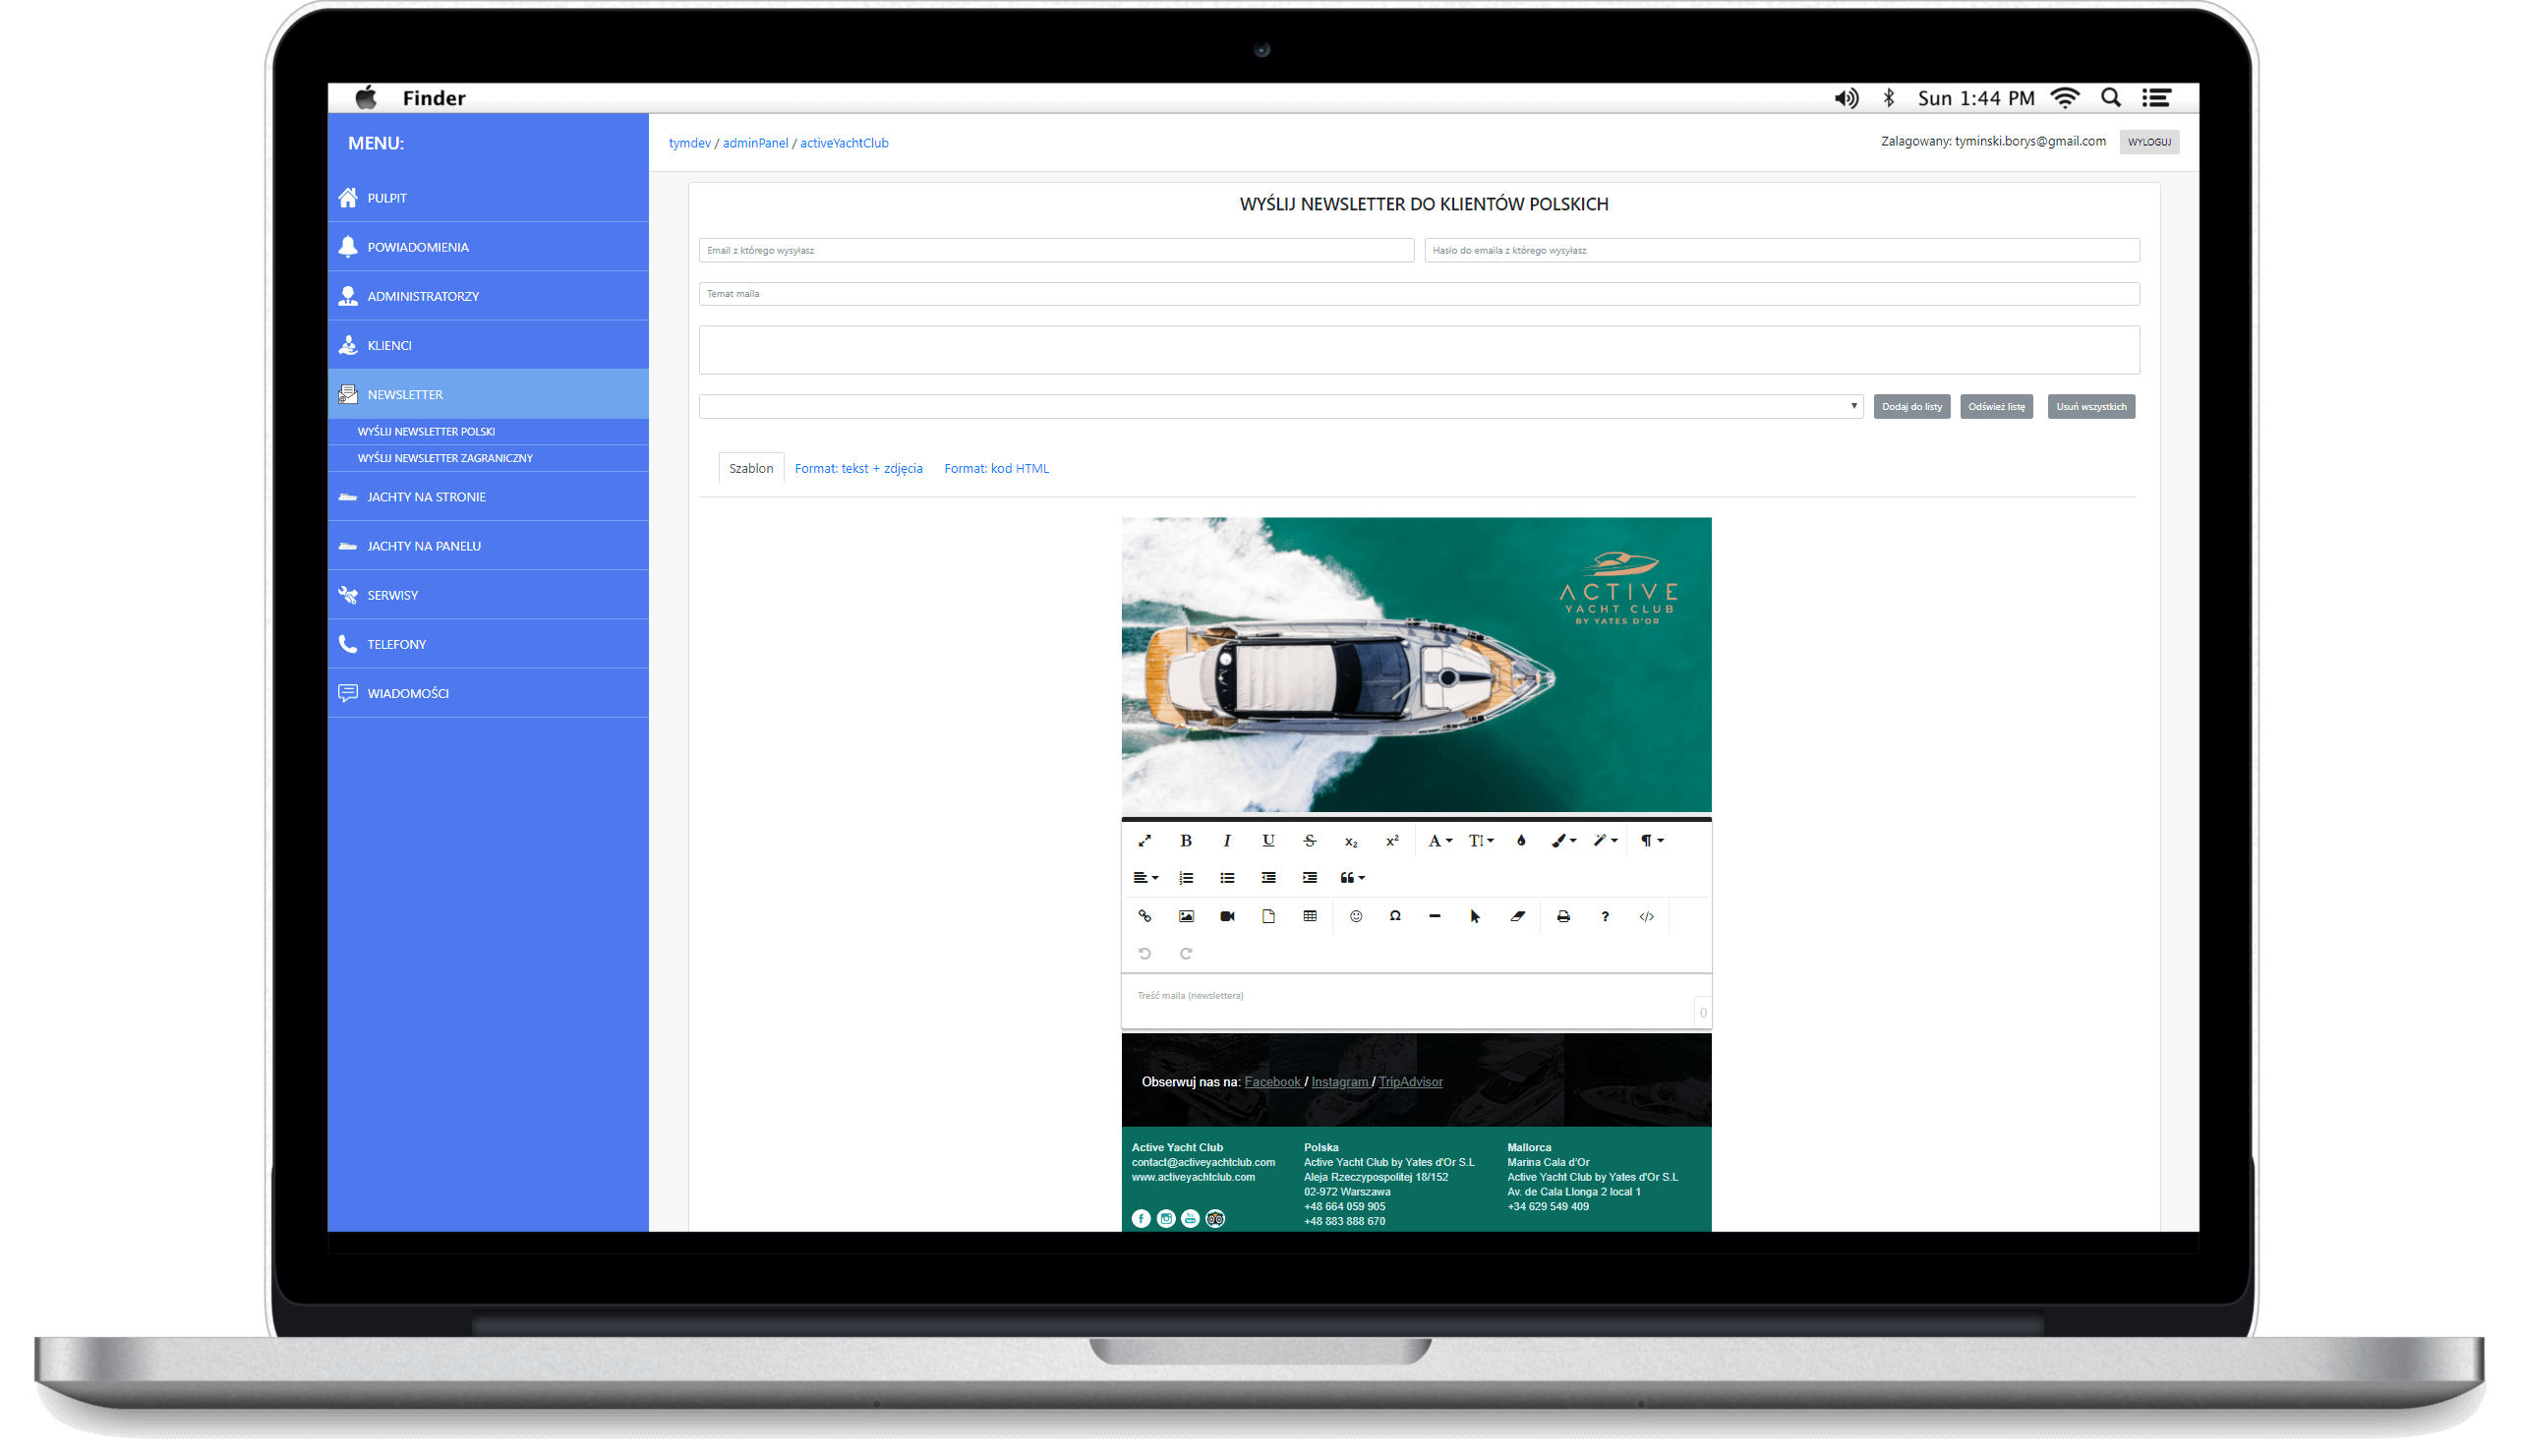 Finder
Sun 1:44 PM
MENU:
PULPIT
POWIADOMIENIA
ADMINISTRATORZY
KLIENCI
NEWSLETTER
WYŚLIJ NEWSLETTER POLSKI
WYŚLIJ NEWSLETTER ZAGRANICZNY
JACHTY NA STRONIE
JACHTY NA PANELU
SERWISY
TELEFONY
WIADOMOŚCI
tymdev / adminPanel / activeYachtClub
Zalagowany: tyminski.borys@gmail.com WYLOGUJ
WYŚLIJ NEWSLETTER DO KLIENTÓW POLSKICH
Email z którego wysyłasz
Hasło do emaila z którego wysyłasz
Temat maila
Dodaj do listy Odśwież listę Usuń wszystkich
Szablon Format: tekst + zdjęcia Format: kod HTML
ACTIVE
YACHT CLUB
BY YATES D'OR
Treść maila (newslettera)
0
Obserwuj nas na: Facebook / Instagram / TripAdvisor
Active Yacht Club
contact@activeyachtclub.com
www.activeyachtclub.com
Polska
Active Yacht Club by Yates d'Or S.L
Aleja Rzeczypospolitej 18/152
02-972 Warszawa
+48 664 059 905
+48 883 888 670
Mallorca
Marina Cala d'Or
Active Yacht Club by Yates d'Or S.L
Av. de Cala Llonga 2 local 1
+34 629 549 409